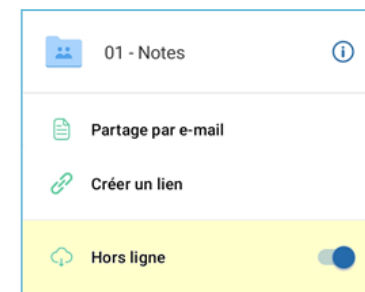 01 - Notes
Partage par e-mail
Créer un lien
Hors ligne